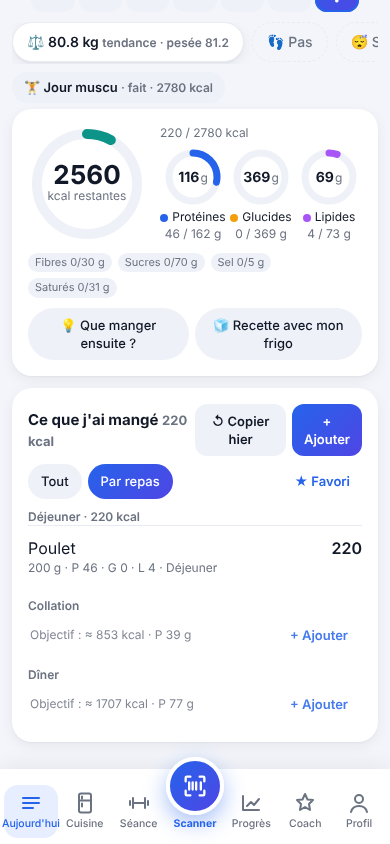 ⚖️ 80.8 kg tendance · pesée 81.2
👣 Pas
😴 S
🏋️ Jour muscu · fait · 2780 kcal
2560
kcal restantes
220 / 2780 kcal
116 g
369 g
69 g
Protéines
Glucides
Lipides
46 / 162 g
0 / 369 g
4 / 73 g
Fibres 0/30 g
Sucres 0/70 g
Sel 0/5 g
Saturés 0/31 g
💡 Que manger
ensuite ?
🧊 Recette avec mon
frigo
Ce que j'ai mangé 220
kcal
↺ Copier
hier
+
Ajouter
Tout
Par repas
★ Favori
Déjeuner · 220 kcal
Poulet
220
200 g · P 46 · G 0 · L 4 · Déjeuner
Collation
Objectif : ≈ 853 kcal · P 39 g
+ Ajouter
Dîner
Objectif : ≈ 1707 kcal · P 77 g
+ Ajouter
Aujourd'hui
Cuisine
Séance
Scanner
Progrès
Coach
Profil